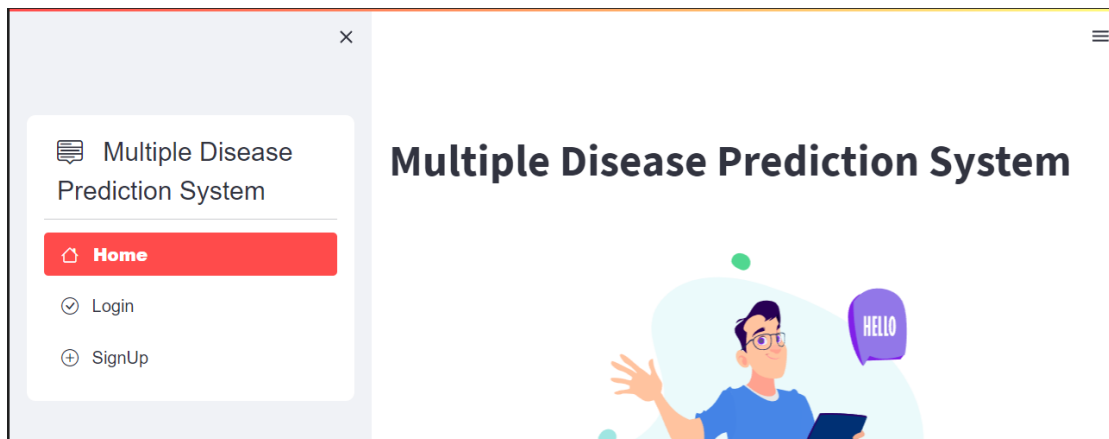 Multiple Disease
Prediction System
Home
Login
SignUp
Multiple Disease Prediction System
HELLO